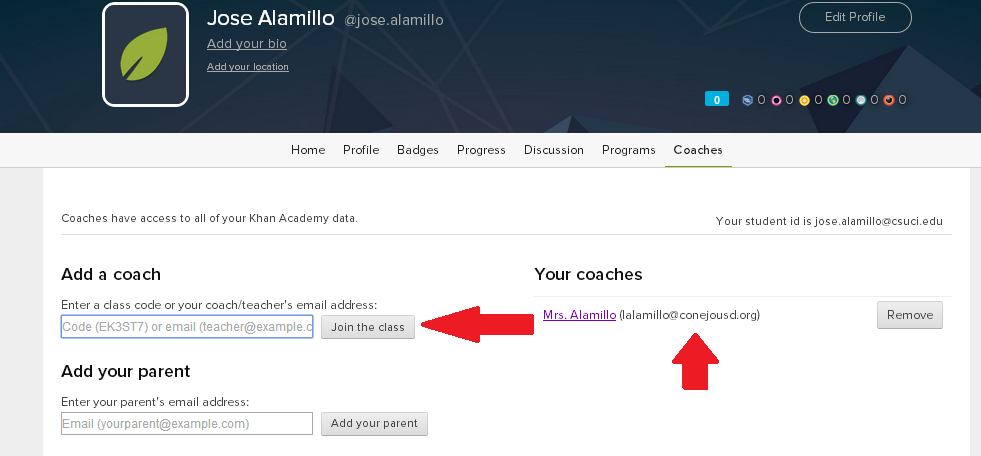 Jose Alamillo @jose.alamillo
Edit Profile
Add your bio
Add your location
0 0 0 0 0 0 0
Home Profile Badges Progress Discussion Programs Coaches
Coaches have access to all of your Khan Academy data.
Your student id is jose.alamillo@csuci.edu
Add a coach
Enter a class code or your coach/teacher's email address:
Code (EK3ST7) or email (teacher@example.c
Join the class
Your coaches
Mrs. Alamillo (lalamillo@conejousd.org)
Remove
Add your parent
Enter your parent's email address:
Email (yourparent@example.com)
Add your parent